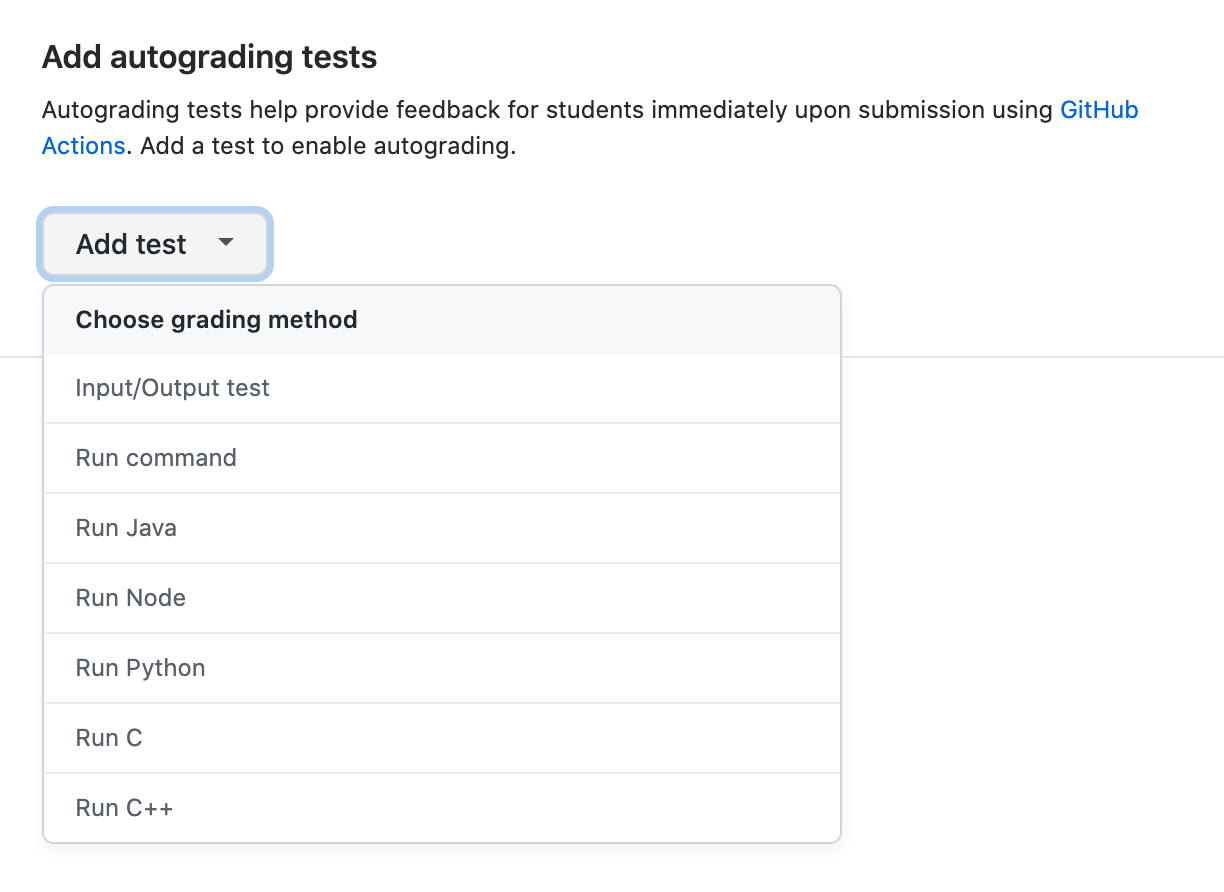 Add autograding tests
Autograding tests help provide feedback for students immediately upon submission using GitHub
Actions. Add a test to enable autograding.
Add test
Choose grading method
Input/Output test
Run command
Run Java
Run Node
Run Python
Run C
Run C++